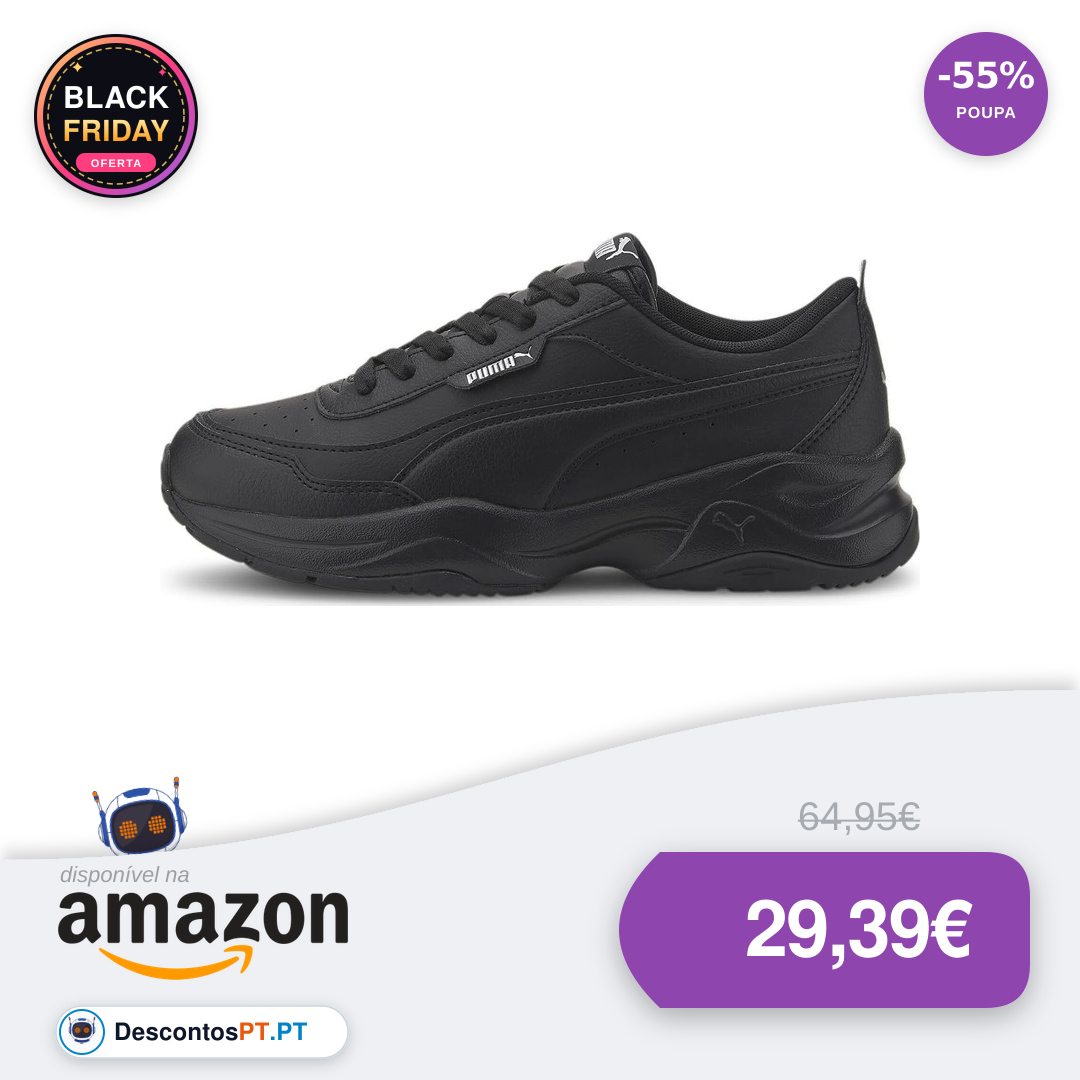 BLACK
FRIDAY
OFERTA
-55%
POUPA
PUMA
64,95€
disponível na
amazon
29,39€
DescontosPT.PT